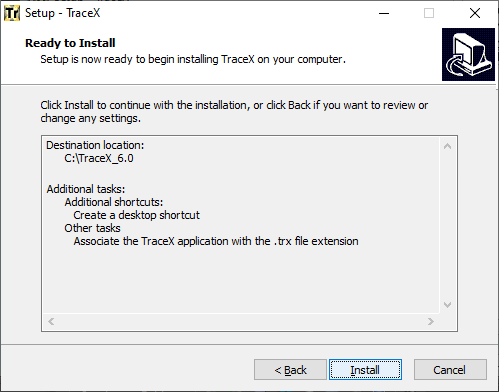 Tr Setup - TraceX
Ready to Install
Setup is now ready to begin installing TraceX on your computer.
Click Install to continue with the installation, or click Back if you want to review or
change any settings.
Destination location:
C:\TraceX_6.0
Additional tasks:
Additional shortcuts:
Create a desktop shortcut
Other tasks
Associate the TraceX application with the .trx file extension
< Back
Install
Cancel